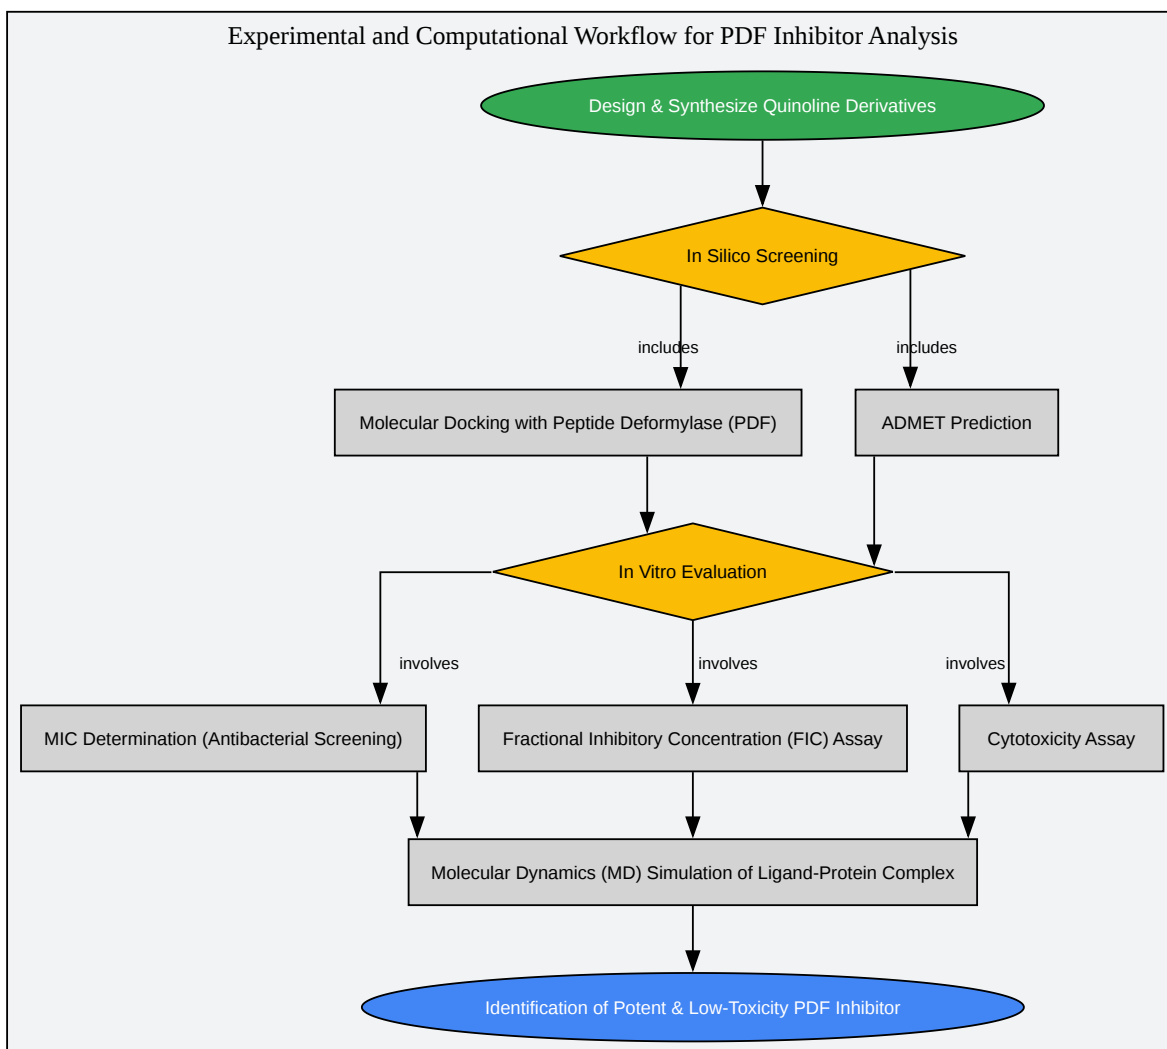 Experimental and Computational Workflow for PDF Inhibitor Analysis
Design & Synthesize Quinoline Derivatives
In Silico Screening
includes
includes
Molecular Docking with Peptide Deformylase (PDF)
ADMET Prediction
In Vitro Evaluation
involves
involves
involves
MIC Determination (Antibacterial Screening)
Fractional Inhibitory Concentration (FIC) Assay
Cytotoxicity Assay
Molecular Dynamics (MD) Simulation of Ligand-Protein Complex
Identification of Potent & Low-Toxicity PDF Inhibitor